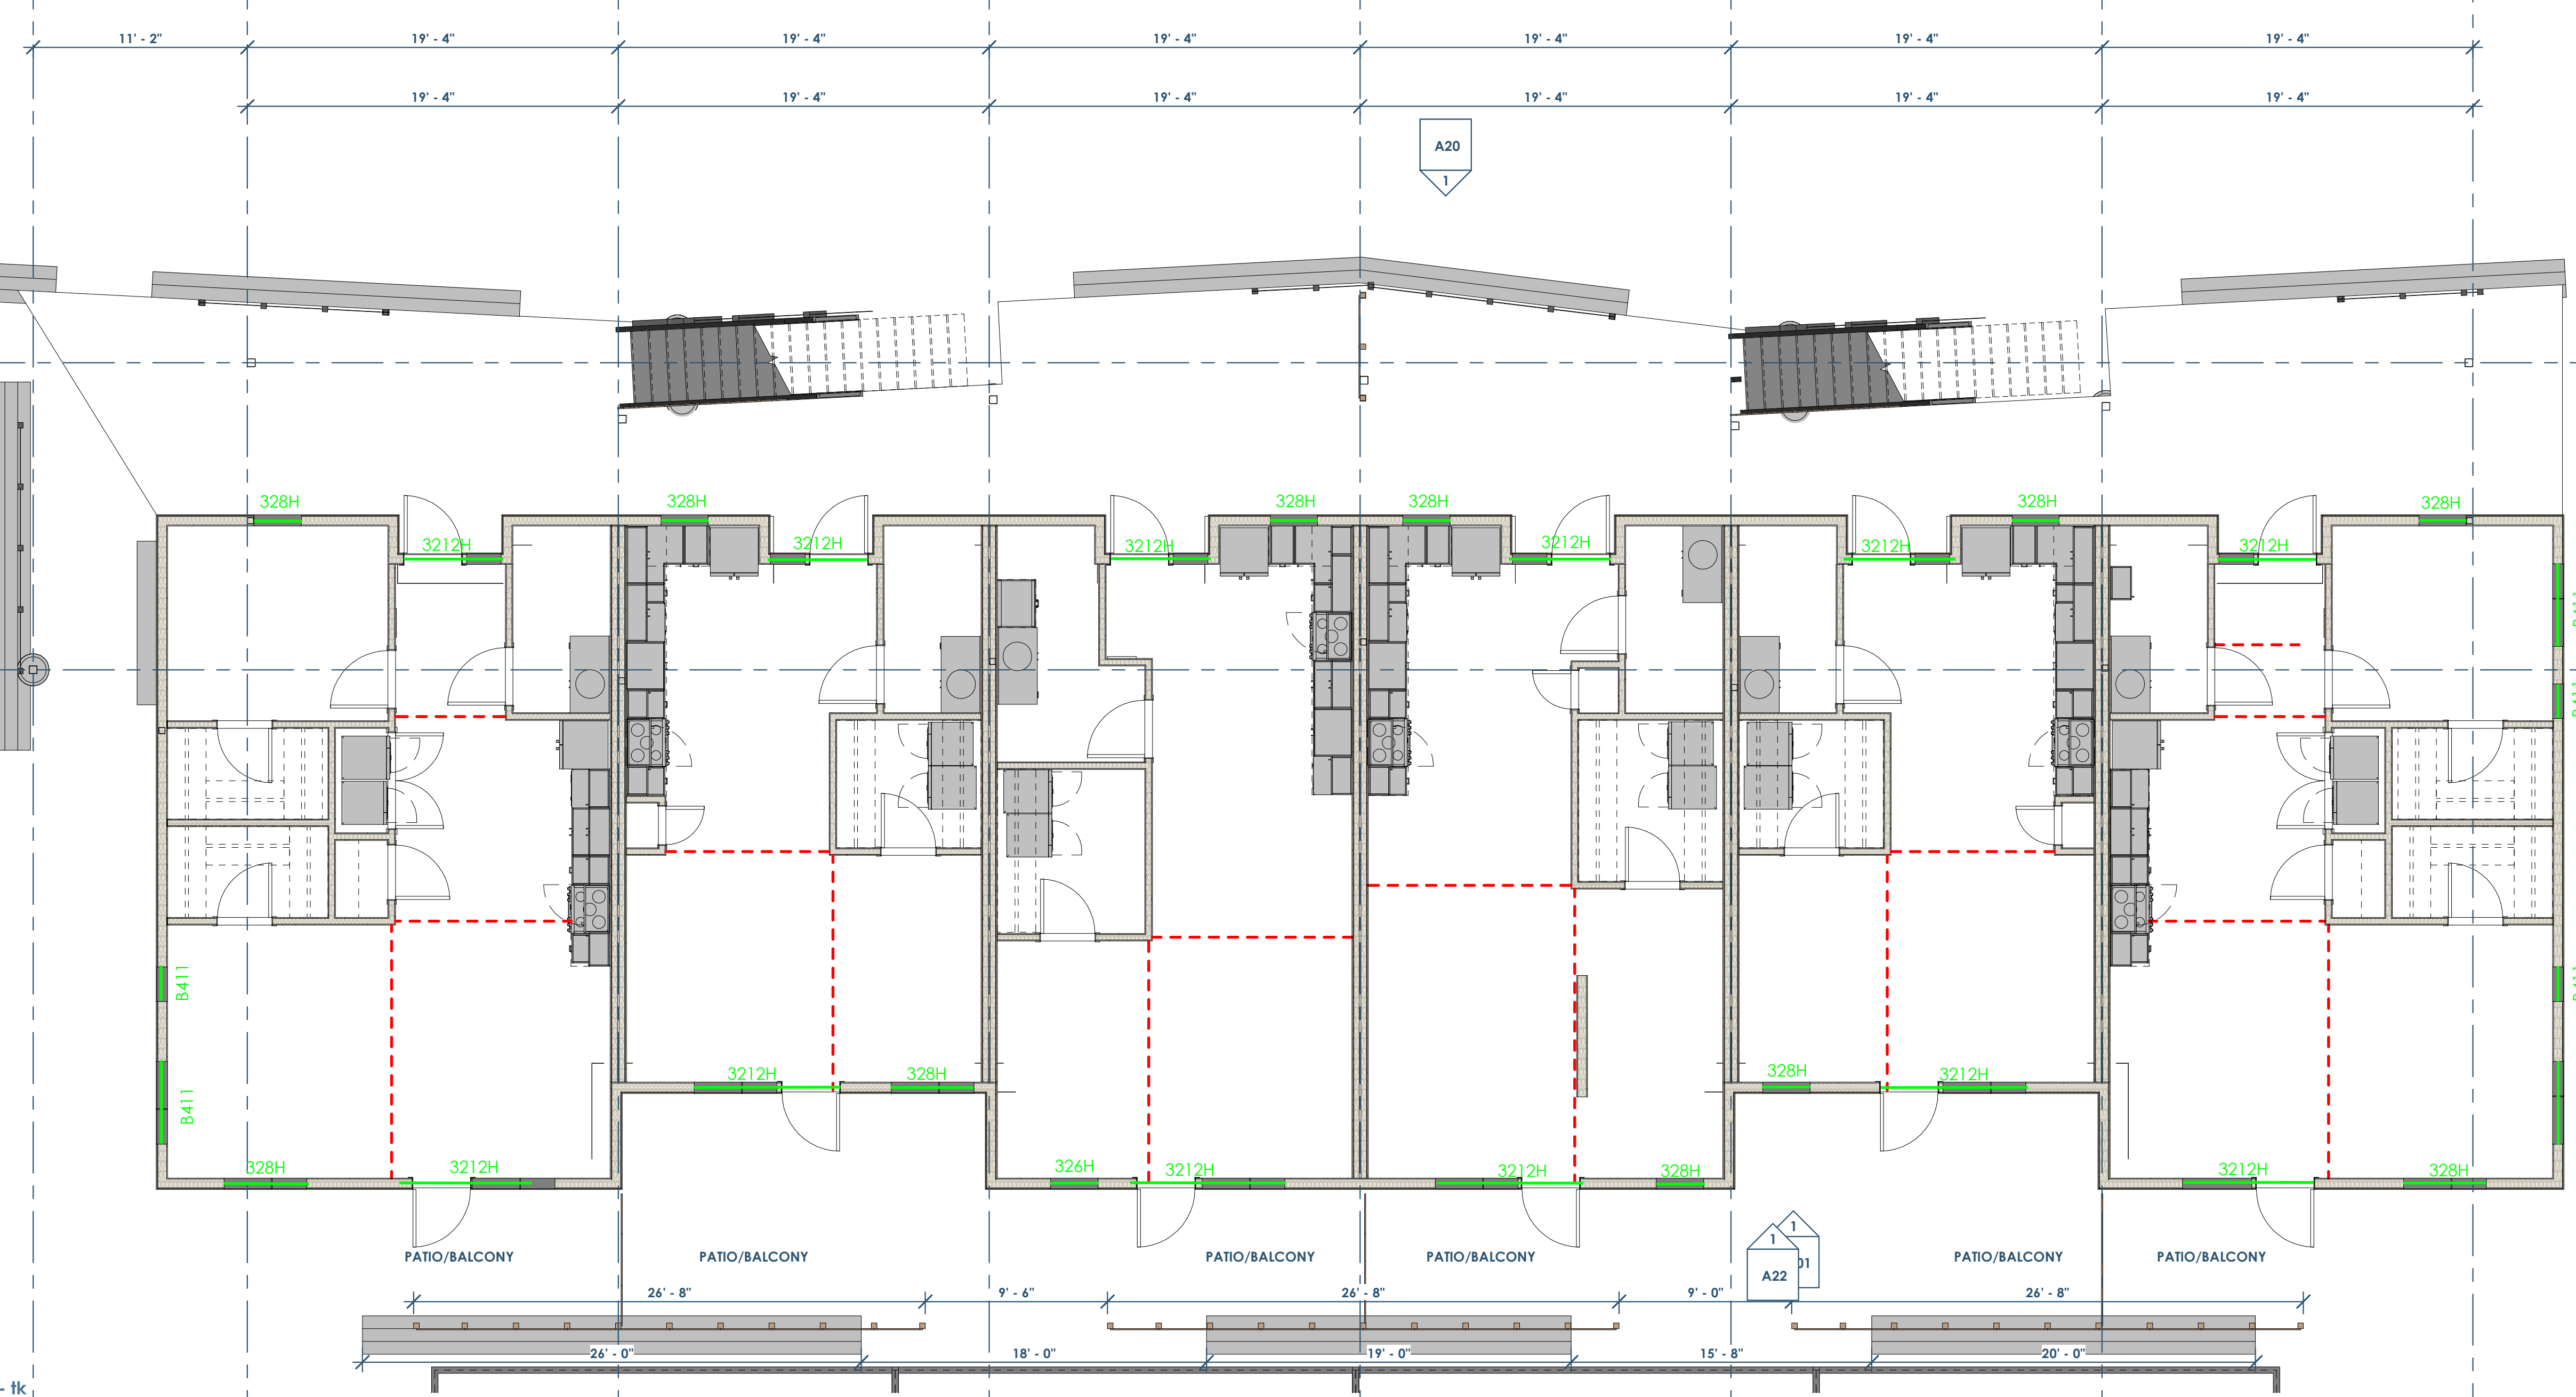 11' - 2" 19' - 4" 19' - 4" 19' - 4" 19' - 4" 19' - 4" 19' - 4"
19' - 4" 19' - 4" 19' - 4" 19' - 4" 19' - 4" 19' - 4"
A20
1
328H 328H 328H 328H 328H 328H
3212H 3212H 3212H 3212H 3212H 3212H
B411
B411
3212H 328H 328H 3212H
328H 3212H 326H 3212H 3212H 328H 3212H 328H
1
1
A22
01
PATIO/BALCONY PATIO/BALCONY PATIO/BALCONY PATIO/BALCONY PATIO/BALCONY PATIO/BALCONY
26' - 8" 9' - 6" 26' - 8" 9' - 0" 26' - 8"
26' - 0" 18' - 0" 19' - 0" 15' - 8" 20' - 0"
- tk